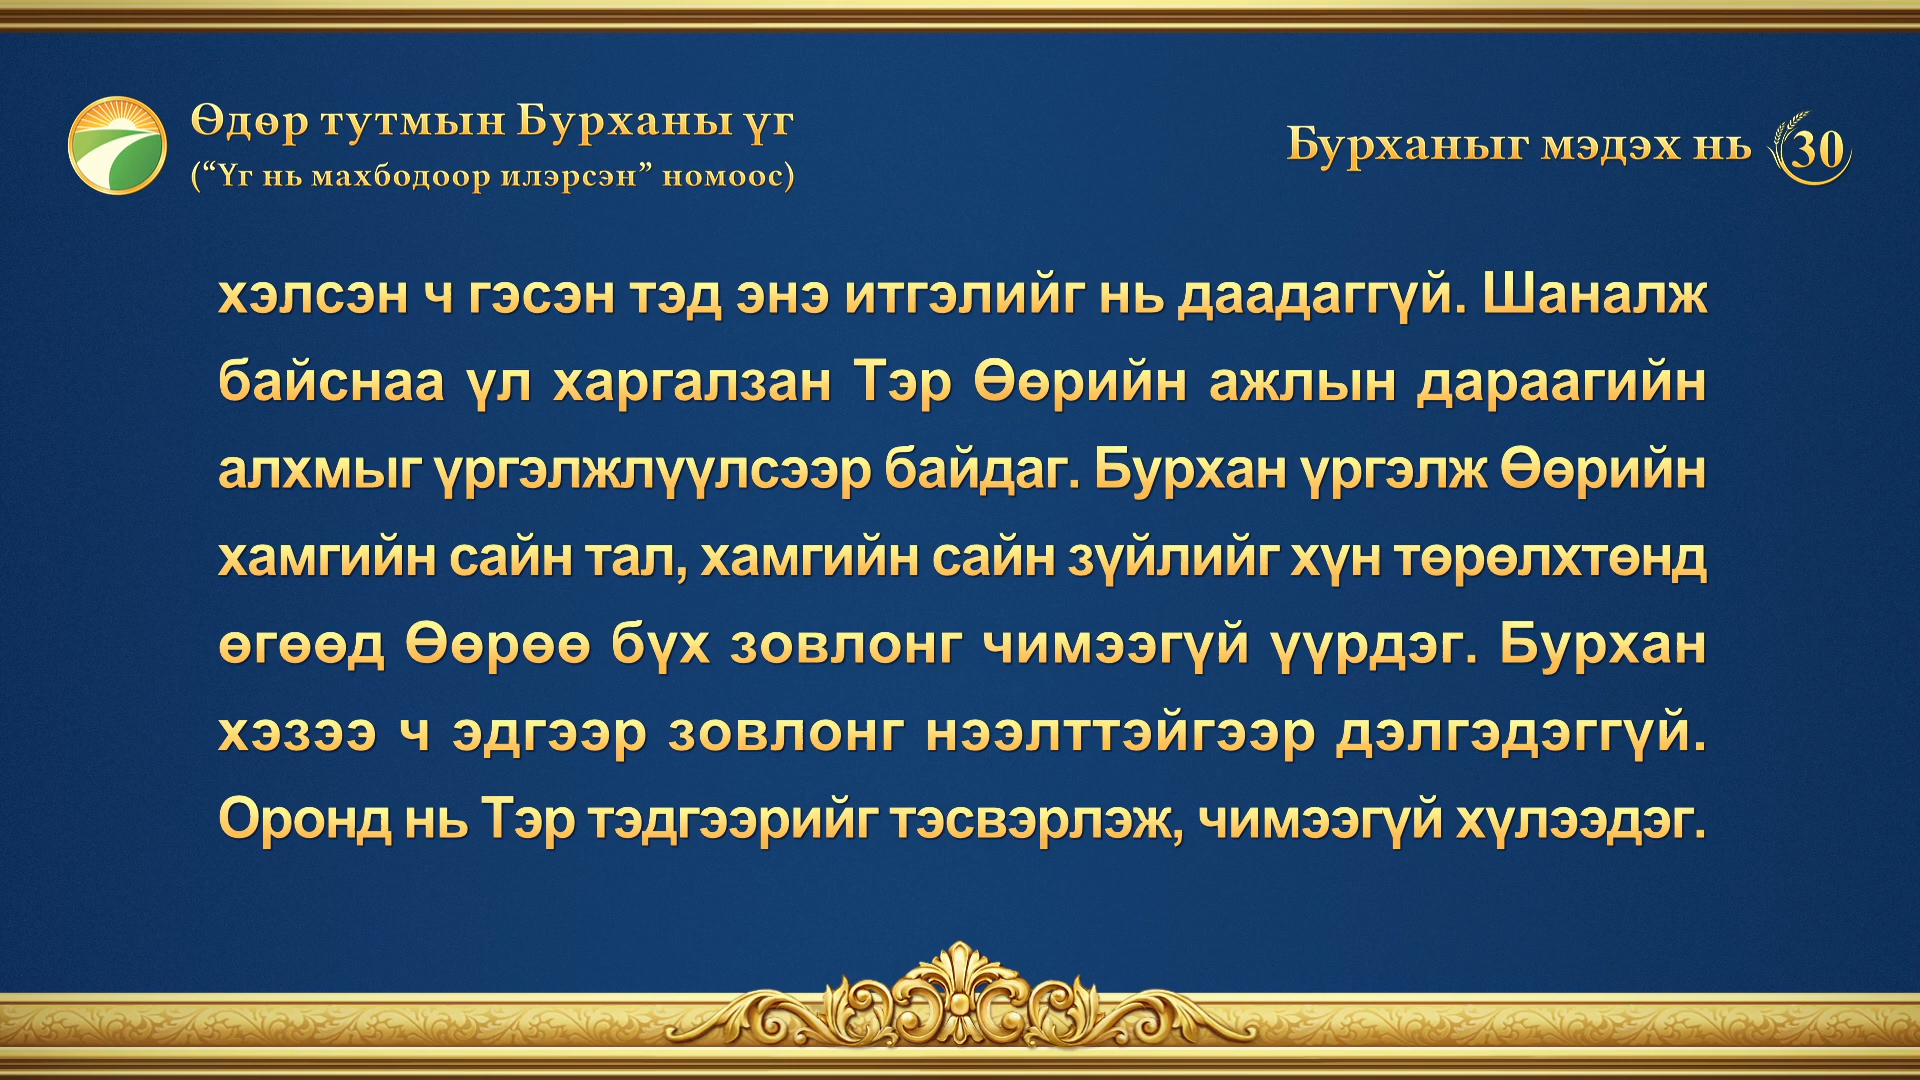 Өдөр тутмын Бурханы үг
(“Үг нь махбодоор илэрсэн” номоос)
Бурханыг мэдэх нь 30
хэлсэн ч гэсэн тэд энэ итгэлийг нь даадаггүй. Шаналж
байснаа үл харгалзан Тэр Өөрийн ажлын дараагийн
алхмыг үргэлжлүүлсээр байдаг. Бурхан үргэлж Өөрийн
хамгийн сайн тал, хамгийн сайн зүйлийг хүн төрөлхтөнд
өгөөд Өөрөө бүх зовлонг чимээгүй үүрдэг. Бурхан
хэзээ ч эдгээр зовлонг нээлттэйгээр дэлгэдэггүй.
Оронд нь Тэр тэдгээрийг тэсвэрлэж, чимээгүй хүлээдэг.